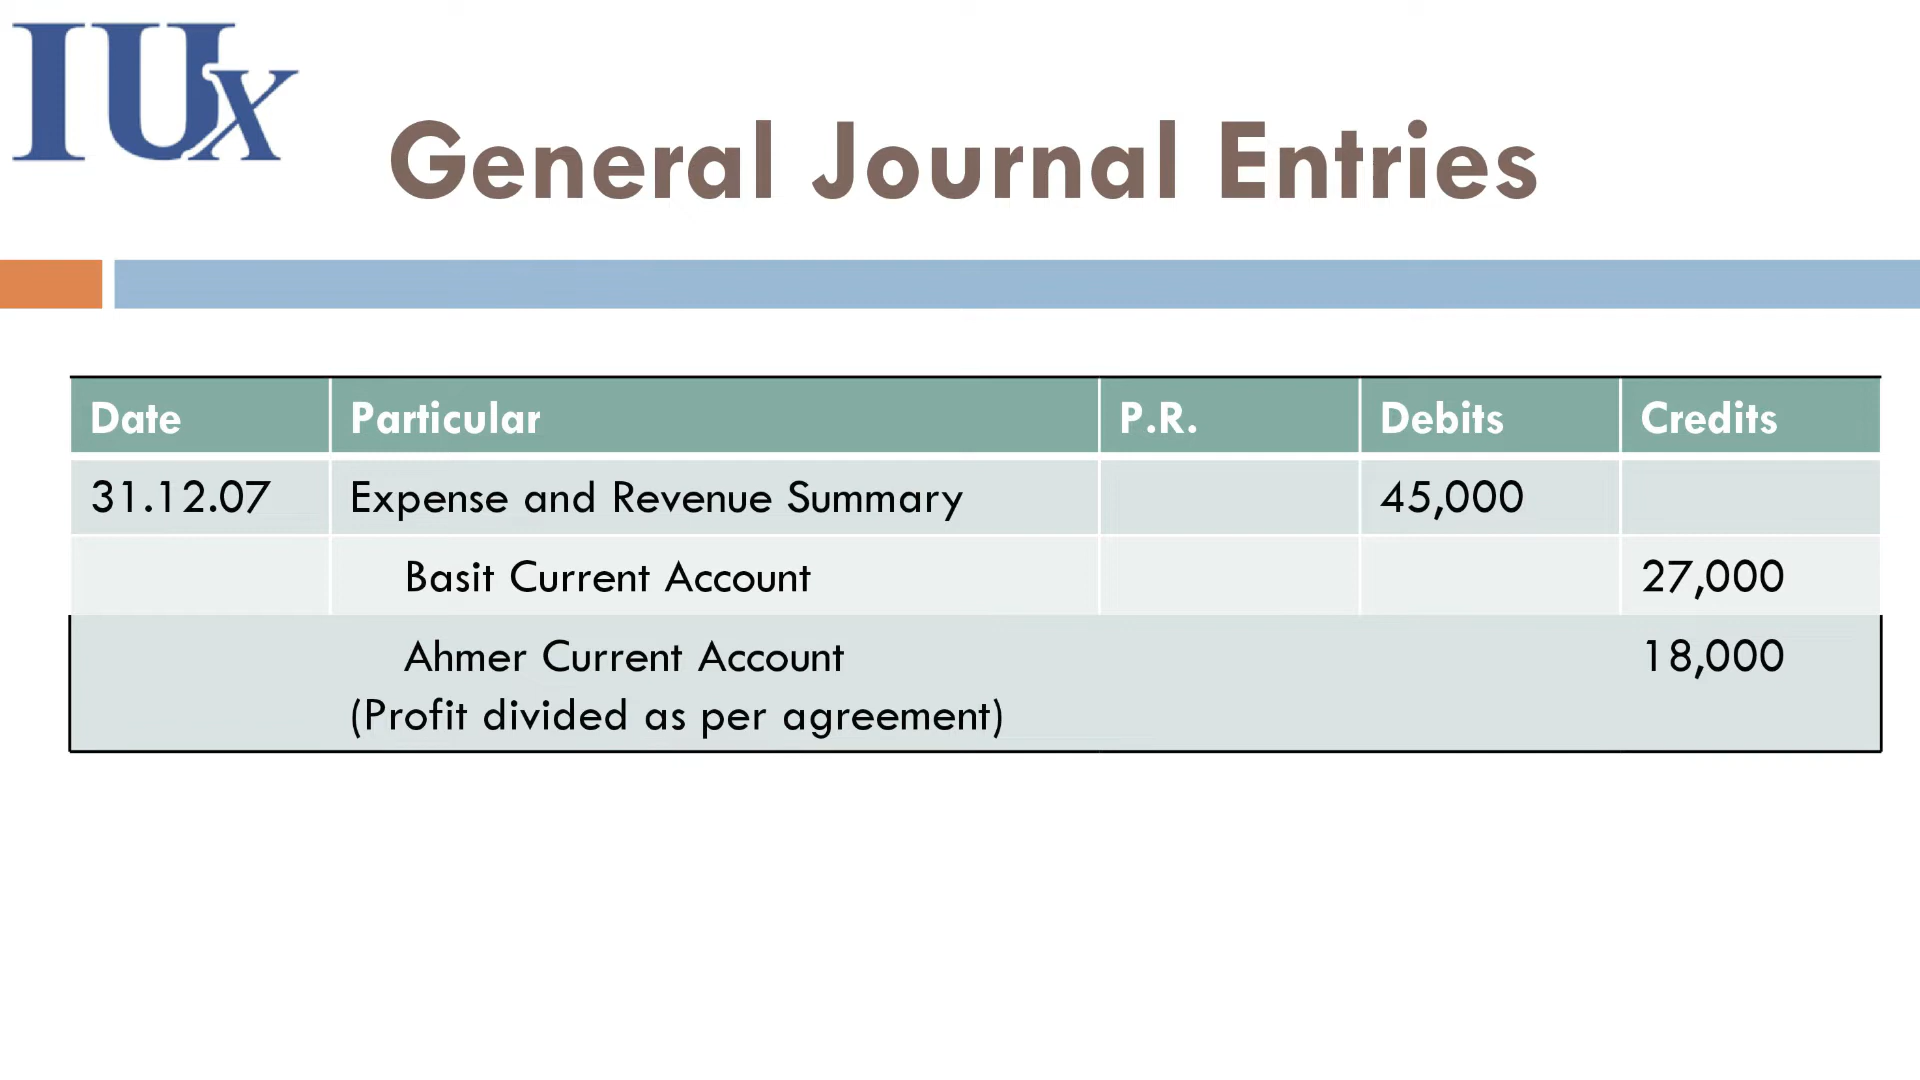 IUx
General Journal Entries
Date Particular P.R. Debits Credits
31.12.07 Expense and Revenue Summary 45,000
Basit Current Account 27,000
Ahmer Current Account 18,000
(Profit divided as per agreement)